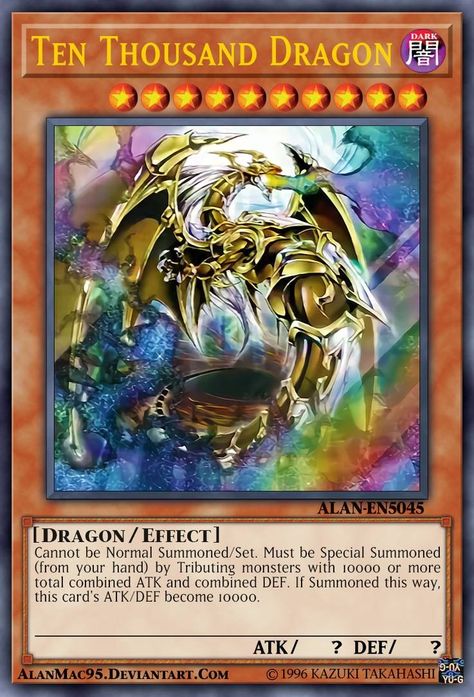 TEN THOUSAND DRAGON
DARK
闇
ALAN-EN5045
[DRAGON/EFFECT]
Cannot be Normal Summoned/Set. Must be Special Summoned
(from your hand) by Tributing monsters with 10000 or more
total combined ATK and combined DEF. If Summoned this way,
this card's ATK/DEF become 10000.
ATK/ ? DEF/ ?
ALANMAC95.DEVIANTART.COM
©1996 KAZUKI TAKAHASHI
YU-G
YU-G